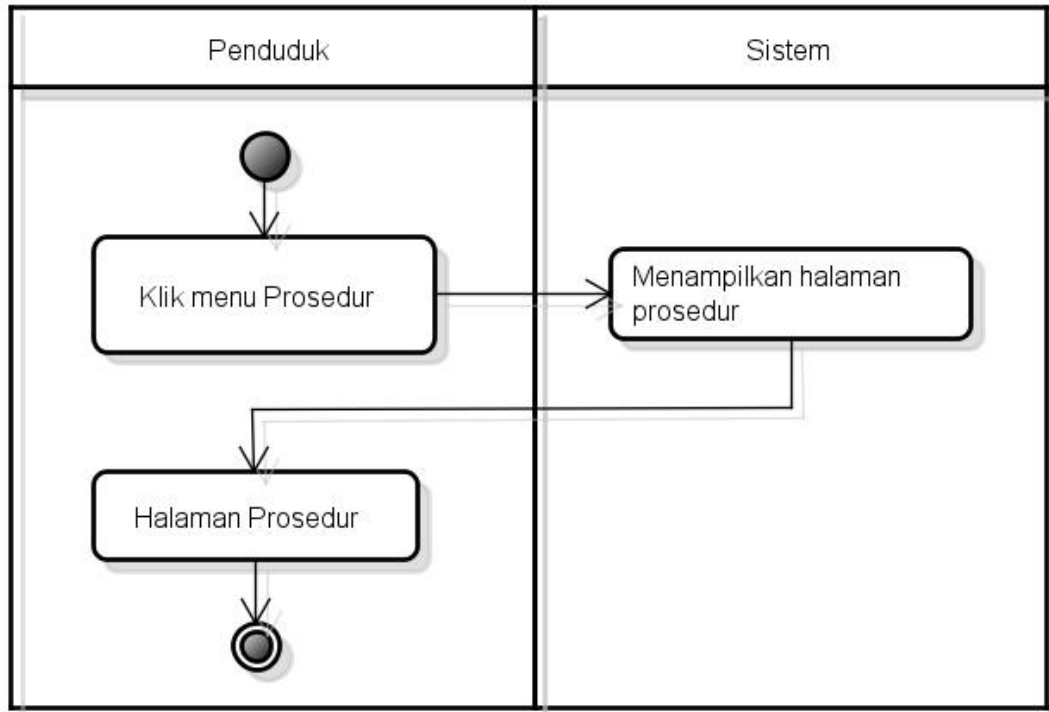 Penduduk
Sistem
Klik menu Prosedur
Menampilkan halaman
prosedur
Halaman Prosedur